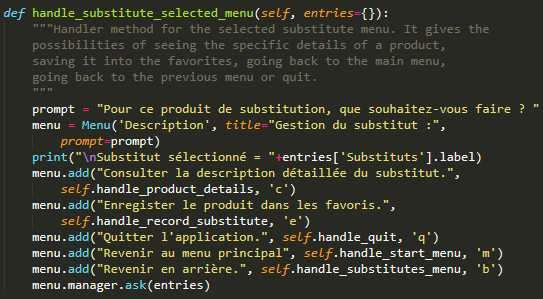 def handle_substitute_selected_menu(self, entries={}):
    """Handler method for the selected substitute menu. It gives the
    possibilities of seeing the specific details of a product,
    saving it into the favorites, going back to the main menu,
    going back to the previous menu or quit.
    """
    prompt = "Pour ce produit de substitution, que souhaitez-vous faire ? "
    menu = Menu('Description', title="Gestion du substitut :",
        prompt=prompt)
    print("\nSubstitut sélectionné = "+entries['Substituts'].label)
    menu.add("Consulter la description détaillée du substitut.",
        self.handle_product_details, 'c')
    menu.add("Enregister le produit dans les favoris.",
        self.handle_record_substitute, 'e')
    menu.add("Quitter l'application.", self.handle_quit, 'q')
    menu.add("Revenir au menu principal", self.handle_start_menu, 'm')
    menu.add("Revenir en arrière.", self.handle_substitutes_menu, 'b')
    menu.manager.ask(entries)